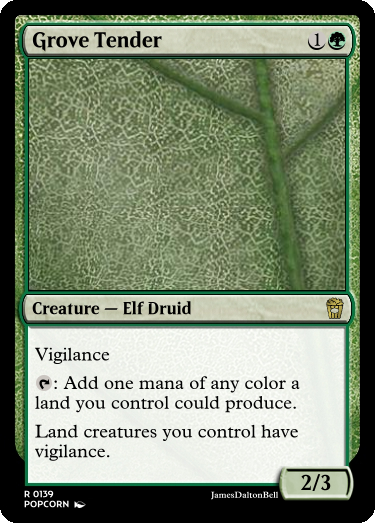 Grove Tender 1
Creature — Elf Druid
Vigilance
: Add one mana of any color a
land you control could produce.
Land creatures you control have
vigilance.
2/3
R 0139
POPCORN
JamesDaltonBell